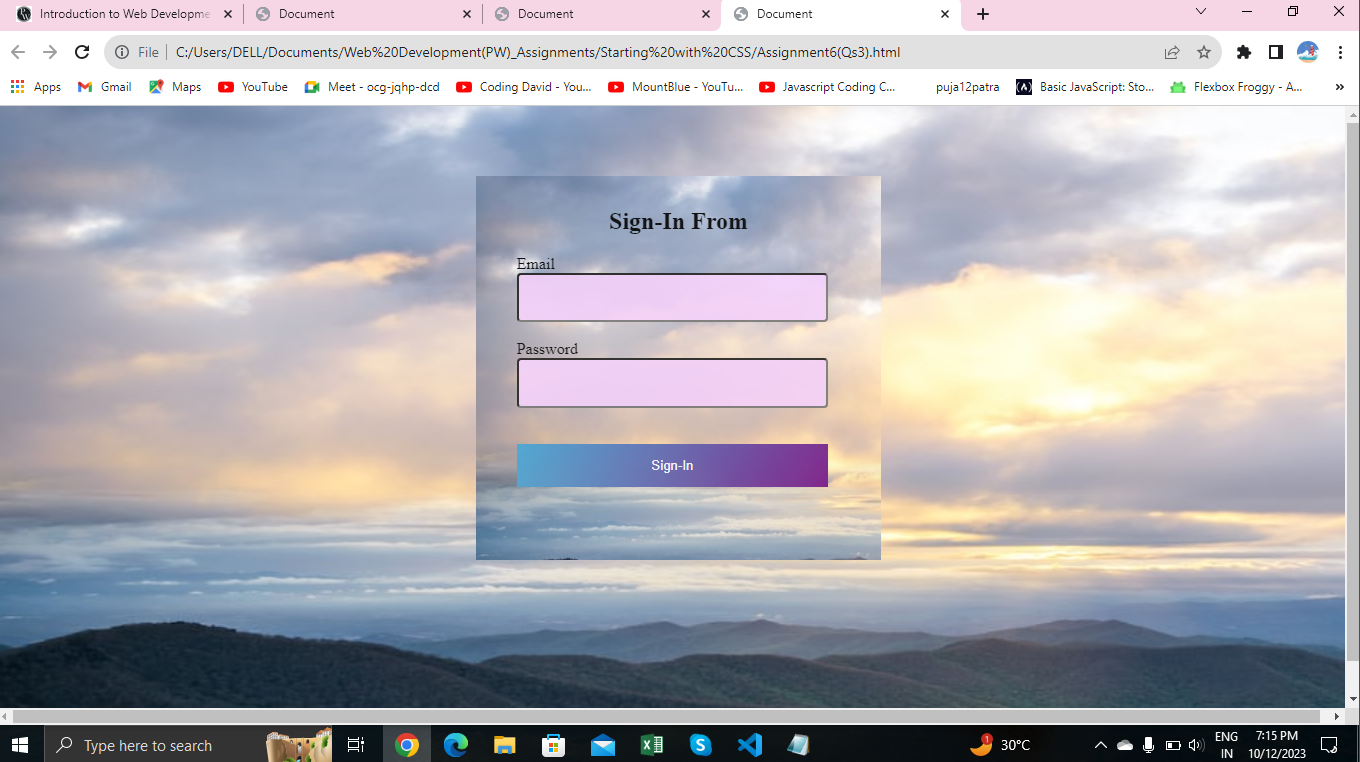 Introduction to Web Developme
Document
Document
Document
File
C:/Users/DELL/Documents/Web%20Development(PW)_Assignments/Starting%20with%20CSS/Assignment6(Qs3).html
Apps
Gmail
Maps
YouTube
Meet - ocg-jqhp-dcd
Coding David - You...
MountBlue - YouTu...
Javascript Coding C...
puja12patra
(A)
Basic JavaScript: Sto...
Flexbox Froggy - A...
Sign-In From
Email
Password
Sign-In
Type here to search
1
30°C
ENG
IN
7:15 PM
10/12/2023